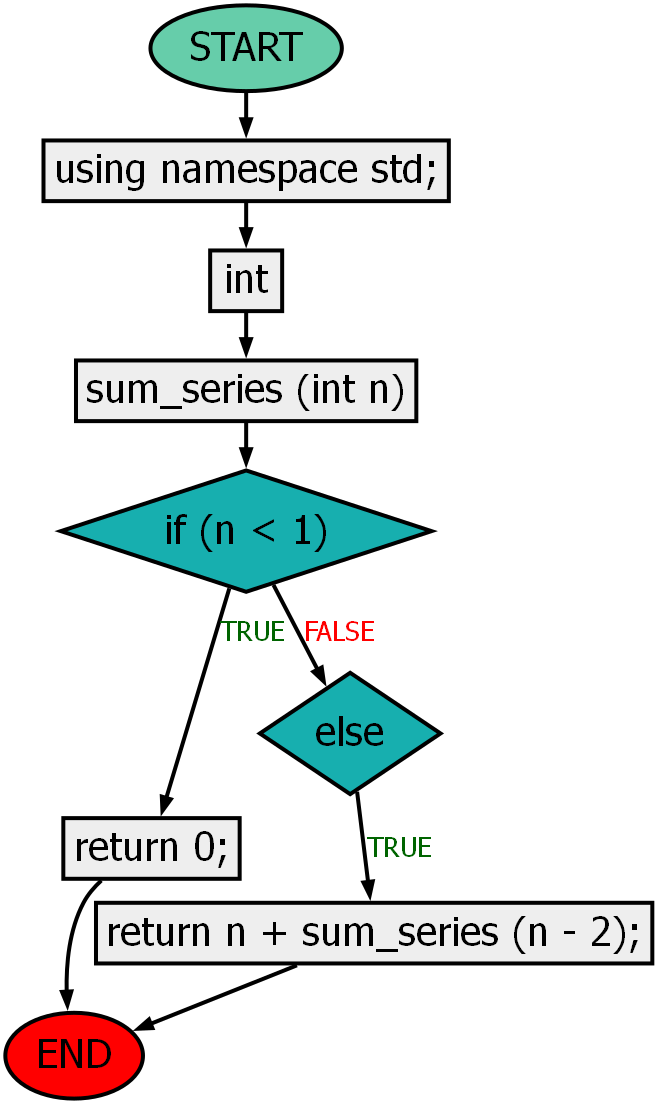 START
using namespace std;
int
sum_series (int n)
if (n < 1)
TRUE
FALSE
else
return 0;
TRUE
return n + sum_series (n - 2);
END